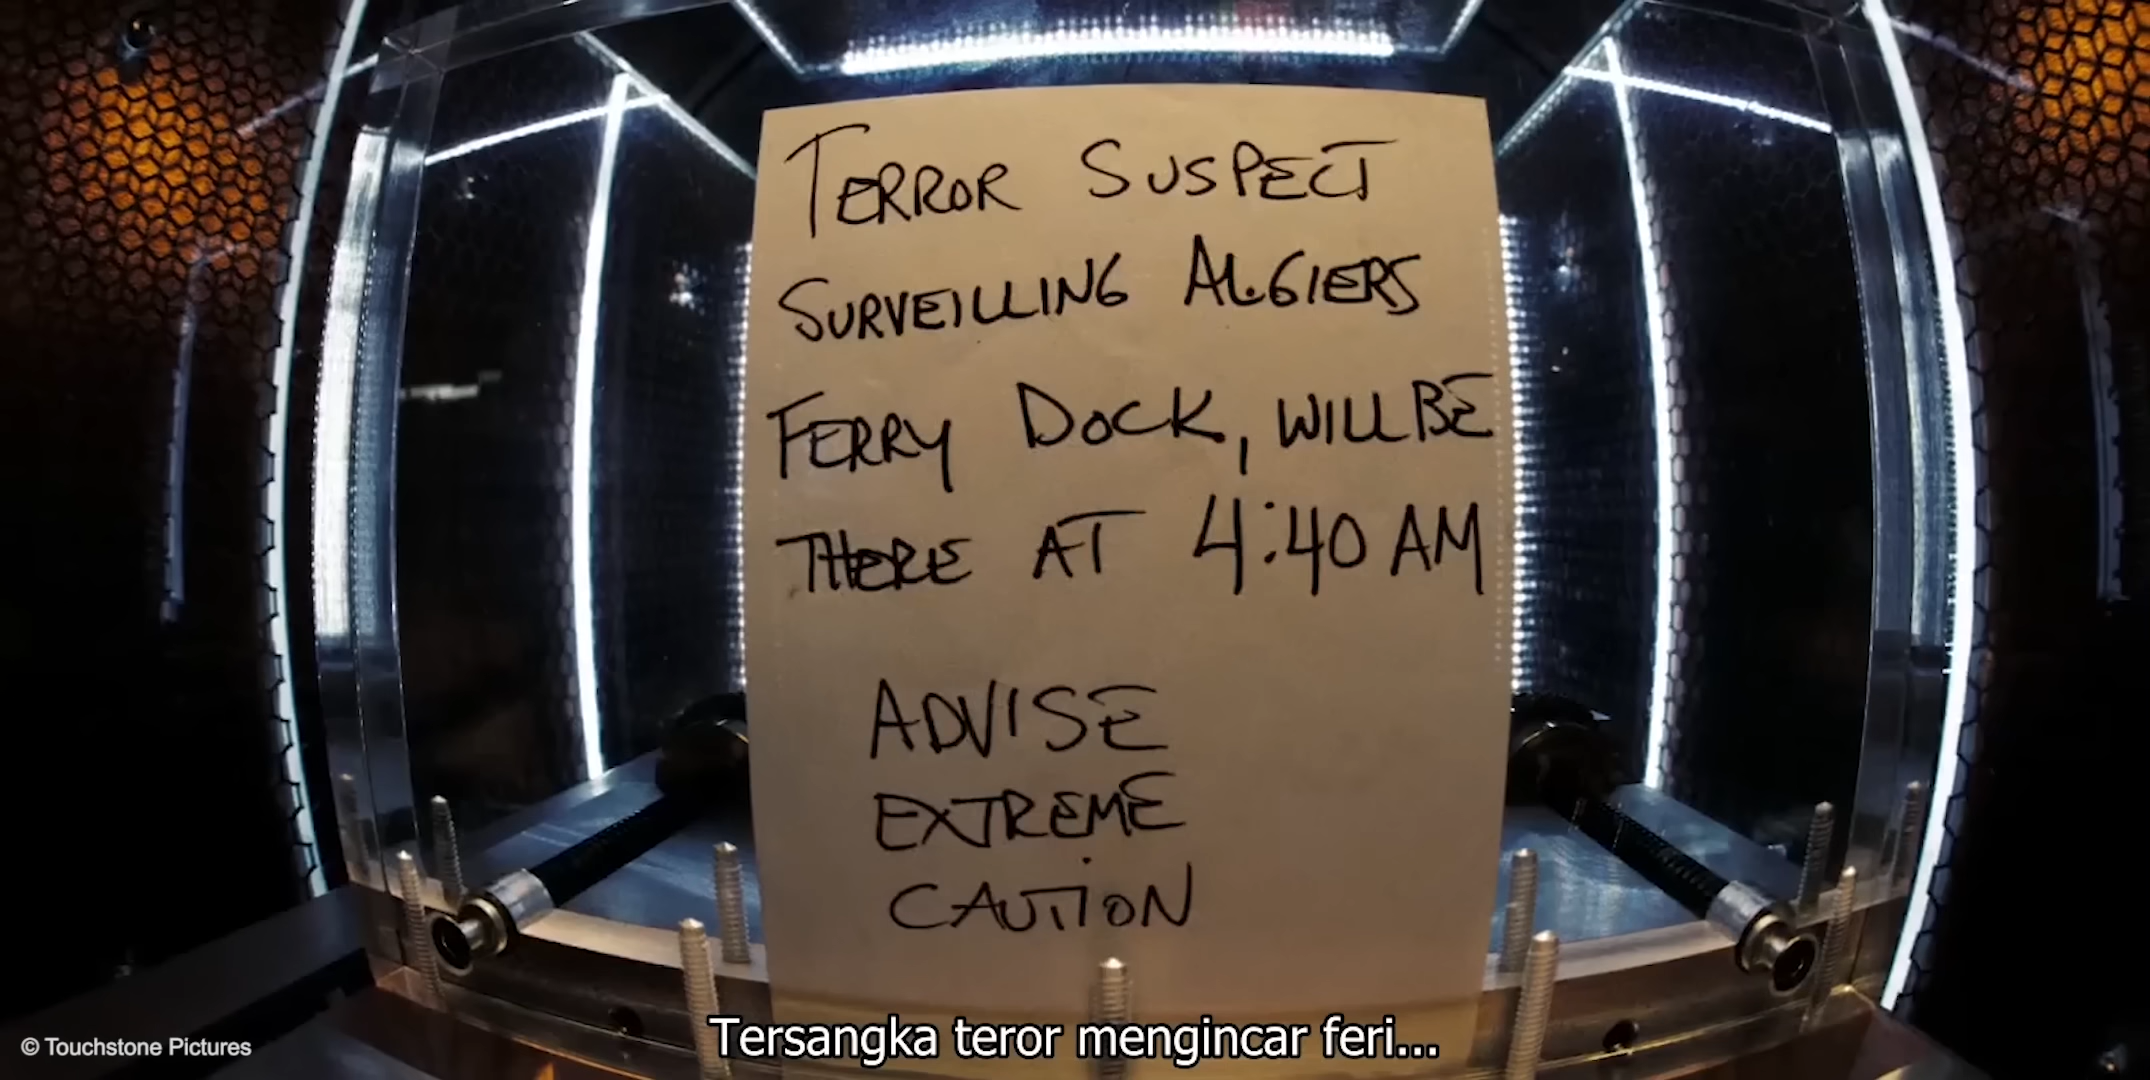 TERROR SUSPECT
SURVEILLING ALGIERS
FERRY DOCK, WILL BE
THERE AT 4:40 AM
ADVISE
EXTREME
CAUTION
Tersangka teror mengincar feri...
© Touchstone Pictures